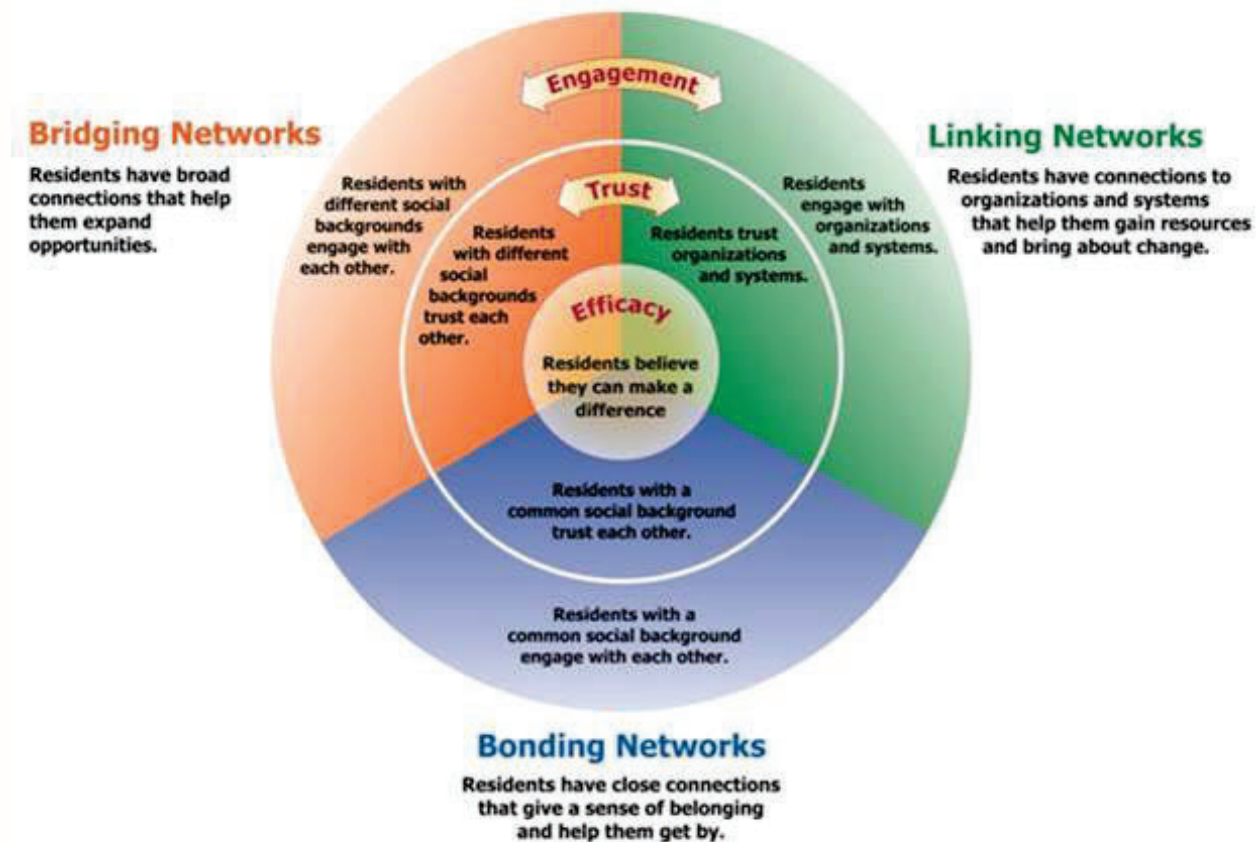 Engagement
Bridging Networks
Residents have broad
connections that help
them expand
opportunities.
Residents with
different social
backgrounds
engage with
each other.
Trust
Residents
with different
social
backgrounds
trust each
other.
Residents trust
organizations
and systems.
Residents
engage with
organizations
and systems.
Linking Networks
Residents have connections to
organizations and systems
that help them gain resources
and bring about change.
Efficacy
Residents believe
they can make a
difference
Residents with a
common social background
trust each other.
Residents with a
common social background
engage with each other.
Bonding Networks
Residents have close connections
that give a sense of belonging
and help them get by.